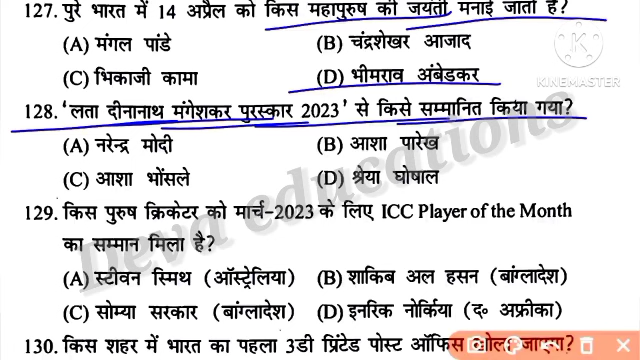 127. पुरे भारत में 14 अप्रैल को किस महापुरुष की जयंती मनाई जाती है?
(A) मंगल पांडे (B) चंद्रशेखर आजाद
(C) भिकाजी कामा (D) भीमराव अंबेडकर
KINEMASTER
128. 'लता दीनानाथ मंगेशकर पुरस्कार 2023' से किसे सम्मानित किया गया?
(A) नरेन्द्र मोदी (B) आशा पारेख
(C) आशा भोंसले (D) श्रेया घोषाल
Deva educations
129. किस पुरुष क्रिकेटर को मार्च-2023 के लिए ICC Player of the Month
का सम्मान मिला है?
(A) स्टीवन स्मिथ (ऑस्ट्रेलिया) (B) शाकिब अल हसन (बांग्लादेश)
(C) सोम्या सरकार (बांग्लादेश) (D) इनरिक नोर्किया (द० अफ्रीका)
130. किस शहर में भारत का पहला 3डी प्रिंटेड पोस्ट ऑफिस